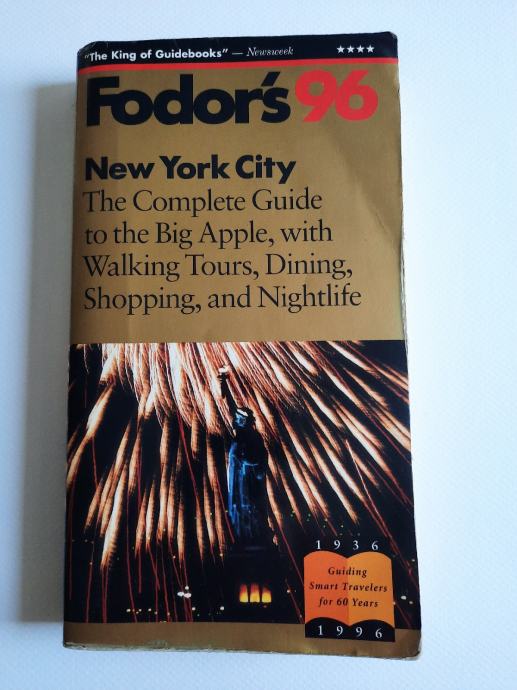 "The King of Guidebooks" — Newsweek ★★★★
Fodor's 96
New York City
The Complete Guide
to the Big Apple, with
Walking Tours, Dining,
Shopping, and Nightlife
1936
Guiding
Smart Travelers
for 60 Years
1996